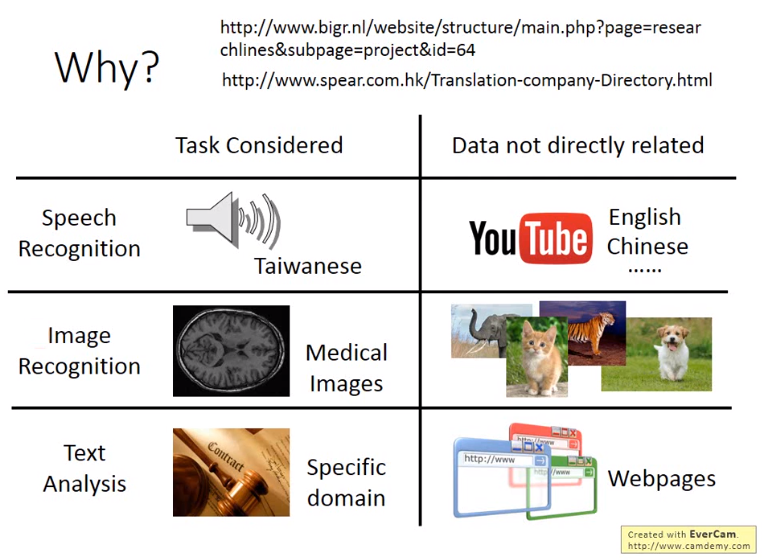 Why?
http://www.bigr.nl/website/structure/main.php?page=resear
chlines&subpage=project&id=64
http://www.spear.com.hk/Translation-company-Directory.html
Task Considered
Data not directly related
Speech
Recognition
Taiwanese
YouTube
English
Chinese
......
Image
Recognition
Medical
Images
Text
Analysis
Contract
Specific
domain
http://www
http://www
http://www
Webpages
Created with EverCam.
http://www.camdemy.com